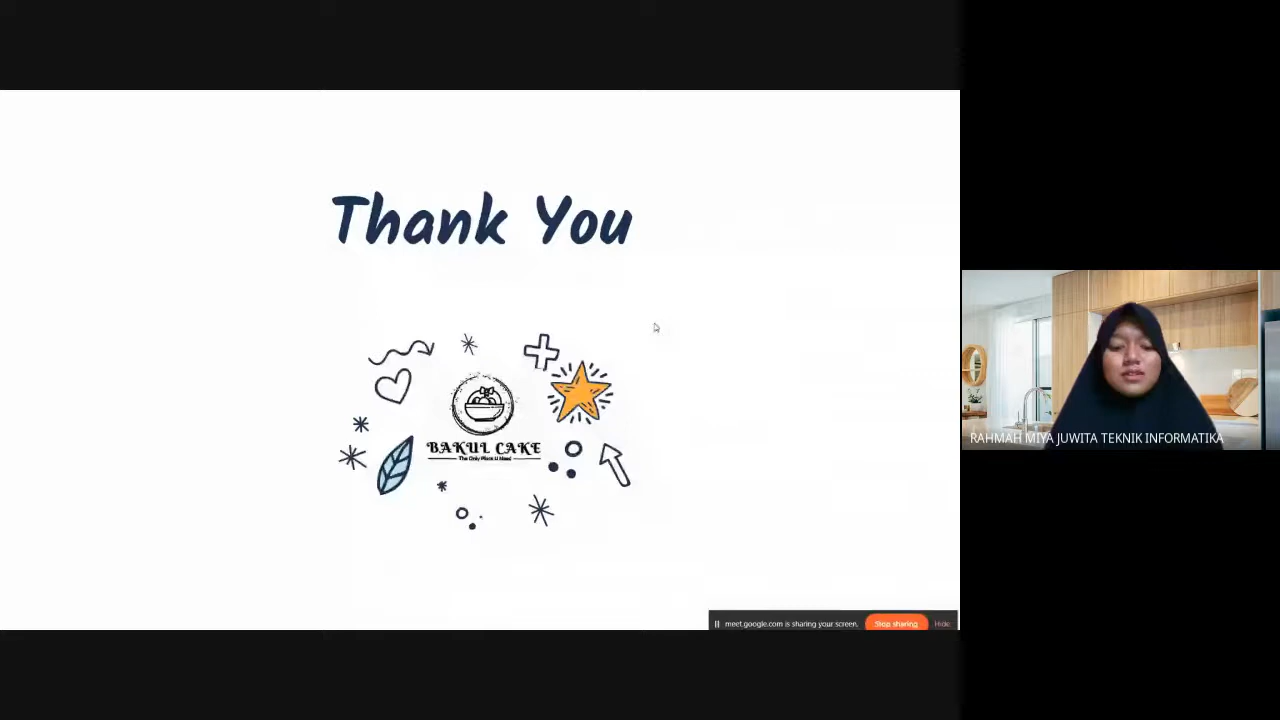 Thank You
BAKUL CAKE
The Only Place U Need
RAHMAH MIYA JUWITA TEKNIK INFORMATIKA
meet.google.com is sharing your screen.
Stop sharing
Hide